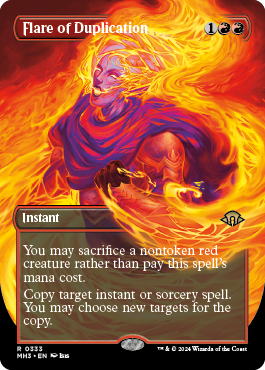 Flare of Duplication 1
Instant
You may sacrifice a nontoken red
creature rather than pay this spell's
mana cost.
Copy target instant or sorcery spell.
You may choose new targets for the
copy.
R 0333
MH3 • EN Ibis
™ & © 2024 Wizards of the Coast